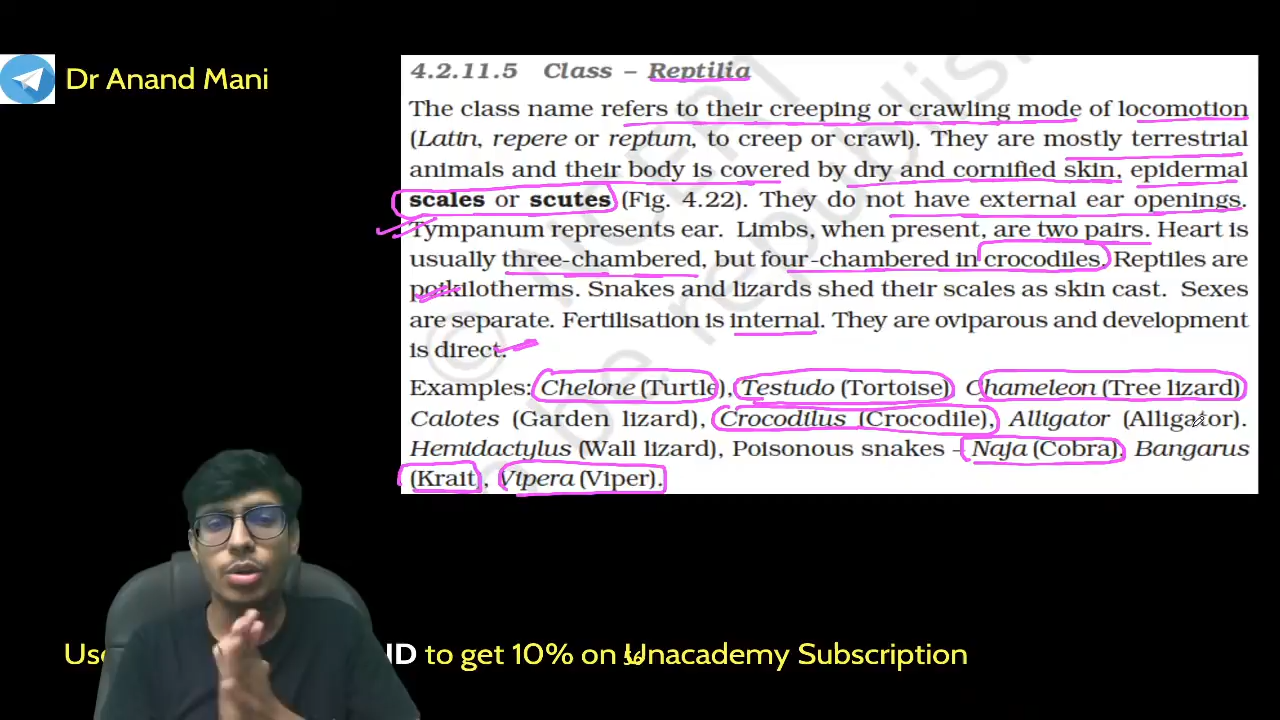 Dr Anand Mani
4.2.11.5 Class – Reptilia
The class name refers to their creeping or crawling mode of locomotion
(Latin, repere or reptum, to creep or crawl). They are mostly terrestrial
animals and their body is covered by dry and cornified skin, epidermal
scales or scutes (Fig. 4.22). They do not have external ear openings.
Tympanum represents ear. Limbs, when present, are two pairs. Heart is
usually three-chambered, but four-chambered in crocodiles. Reptiles are
poikilotherms. Snakes and lizards shed their scales as skin cast. Sexes
are separate. Fertilisation is internal. They are oviparous and development
is direct.
Examples: Chelone (Turtle), Testudo (Tortoise), Chameleon (Tree lizard),
Calotes (Garden lizard), Crocodilus (Crocodile), Alligator (Alligator).
Hemidactylus (Wall lizard), Poisonous snakes – Naja (Cobra), Bangarus
(Krait), Vipera (Viper).
Use ID to get 10% on Unacademy Subscription
56